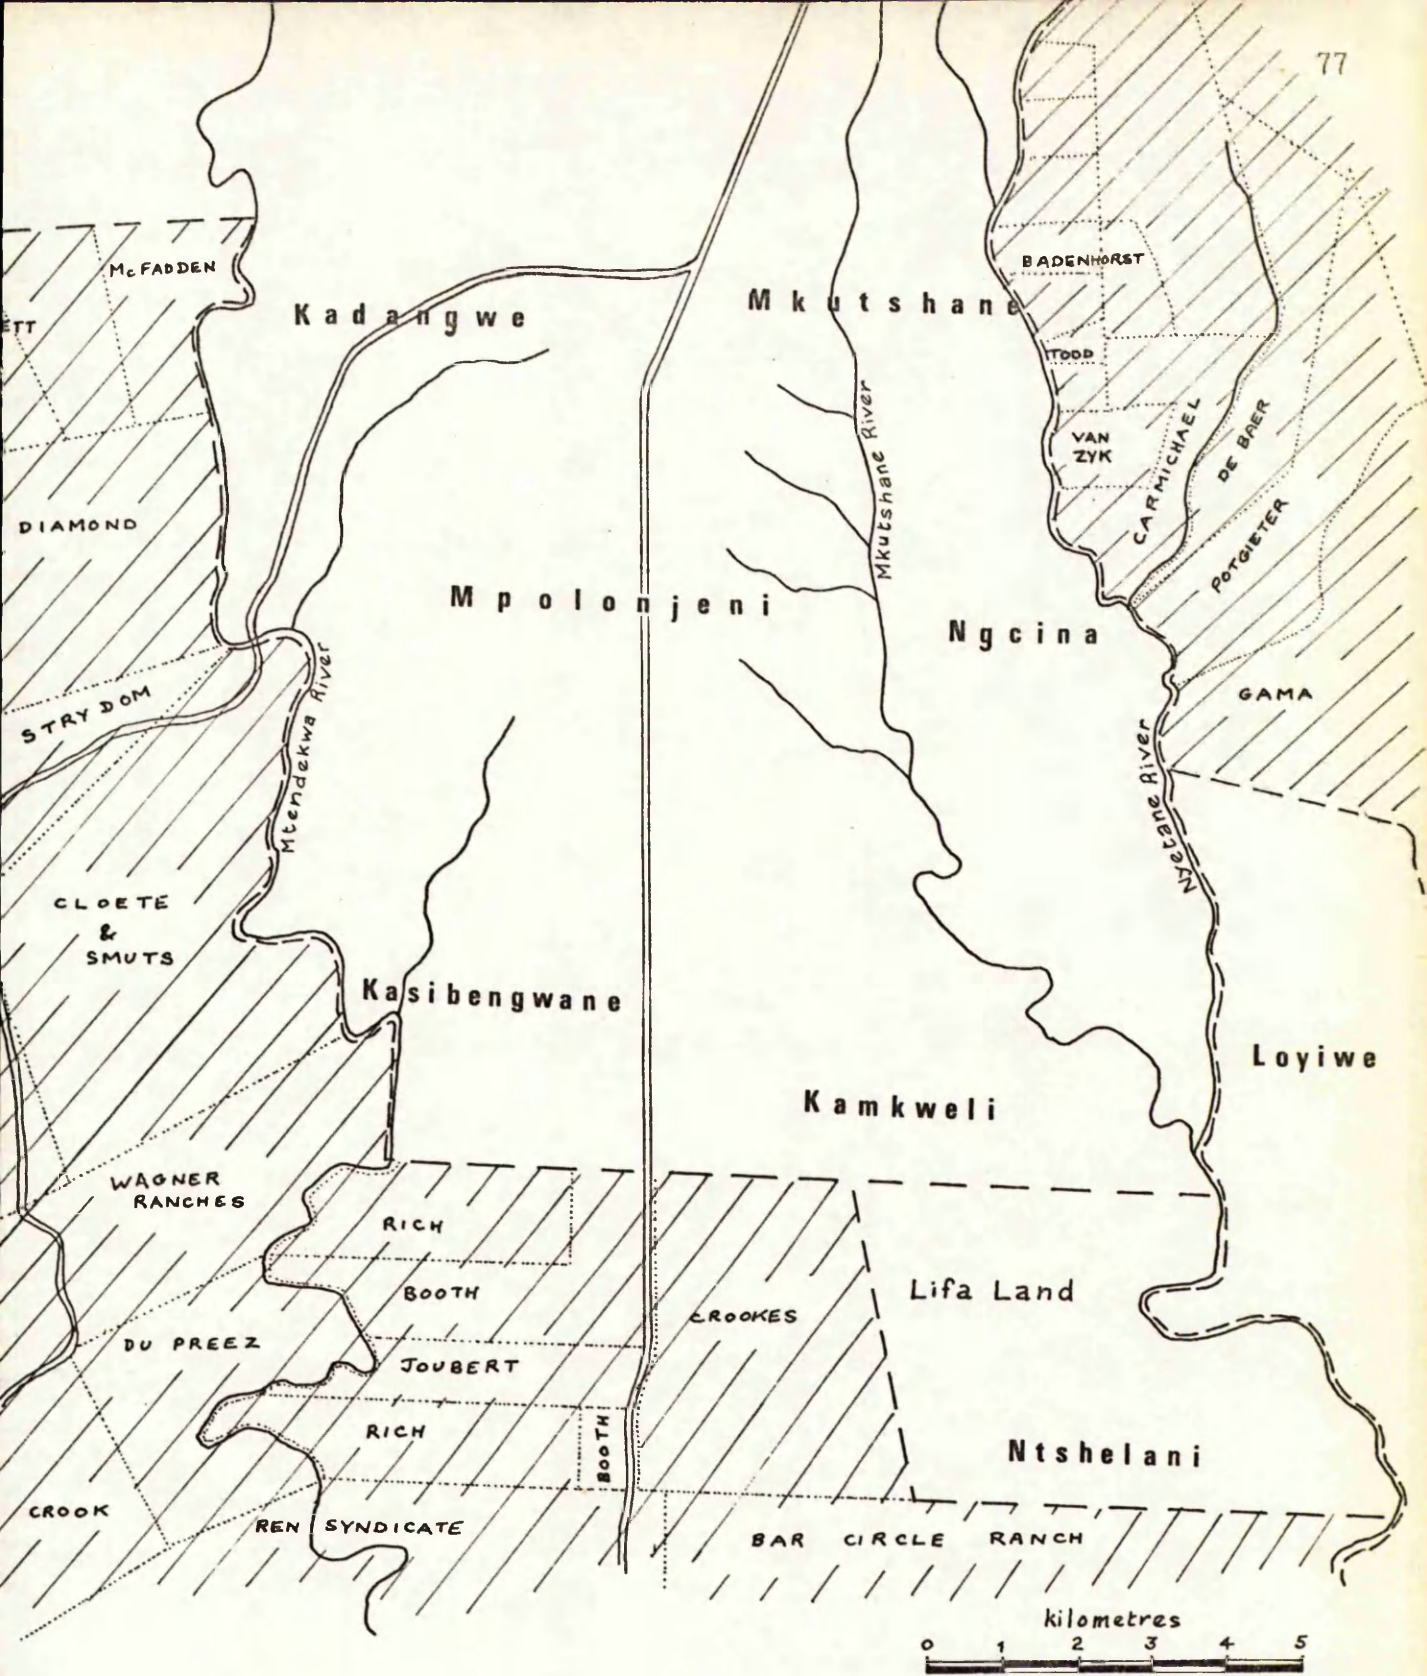 77
McFADDEN
BADENHORST
Kadangwe
Mkutshane
ETT
TODD
Mkutshane River
VAN
ZYK
CARMICHAEL
DE BAER
DIAMOND
POTGIETER
Mpolonjeni
Ngcina
STRYDOM
Mtendekwa River
GAMA
Nyetane River
CLOETE
&
SMUTS
Kasibengwane
Loyiwe
Kamkweli
WAGNER
RANCHES
RICH
BOOTH
Lifa Land
CROOKES
DU PREEZ
JOUBERT
RICH
BOOTH
Ntshelani
CROOK
REN SYNDICATE
BAR CIRCLE RANCH
kilometres
0 1 2 3 4 5